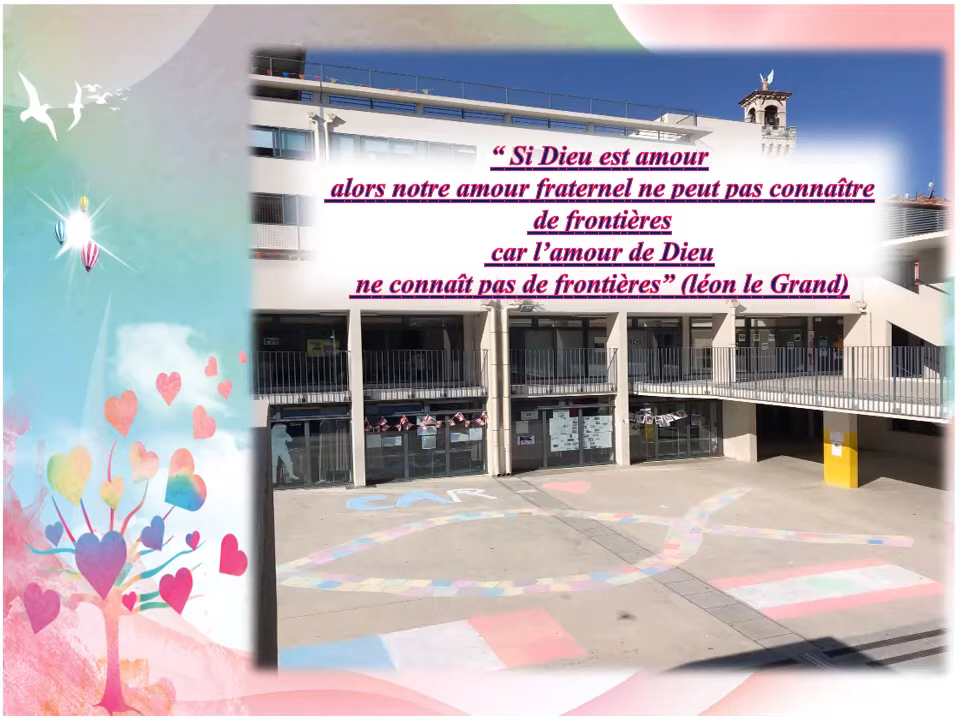 “ Si Dieu est amour
alors notre amour fraternel ne peut pas connaître
de frontières
car l’amour de Dieu
ne connaît pas de frontières” (léon le Grand)
CAR